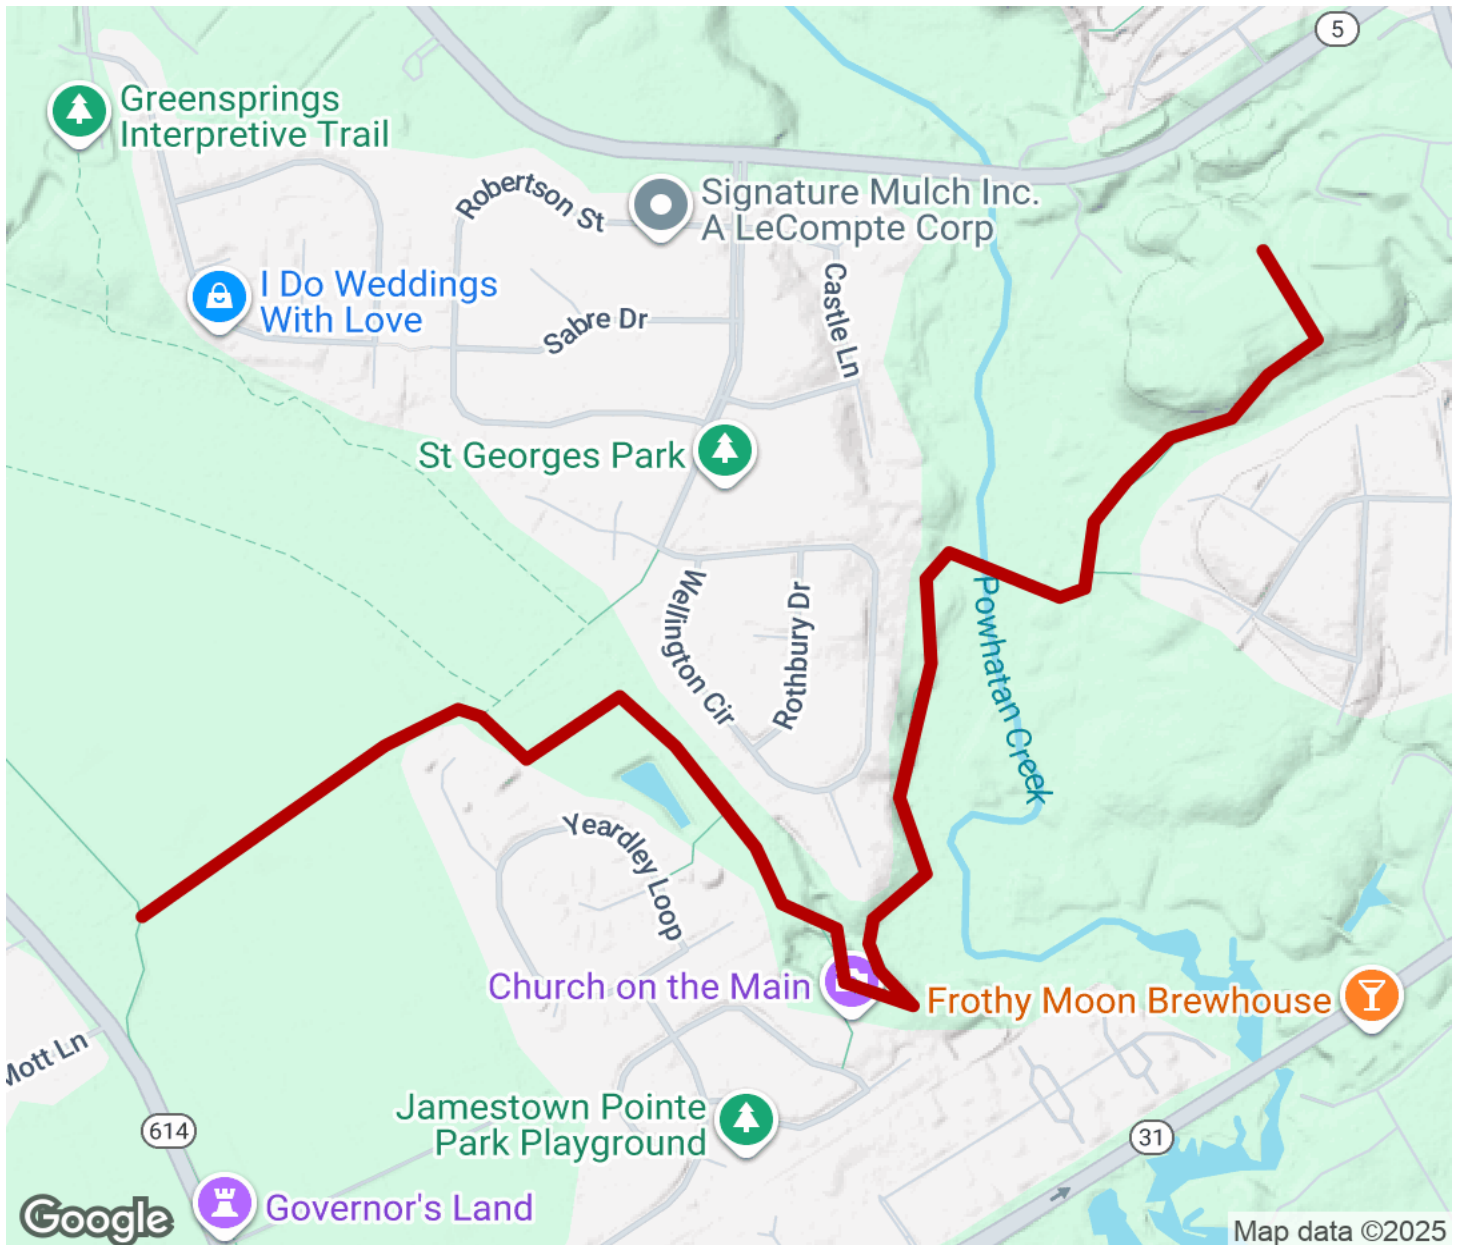 5
Greensprings
Interpretive Trail
Robertson St
Signature Mulch Inc.
A LeCompte Corp
I Do Weddings
With Love
Sabre Dr
Castle Ln
St Georges Park
Wellington Cir
Rothbury Dr
Powhatan Creek
Yeardley Loop
Church on the Main
Frothy Moon Brewhouse
Mott Ln
Jamestown Pointe
Park Playground
614
31
Governor's Land
Google
Map data ©2025